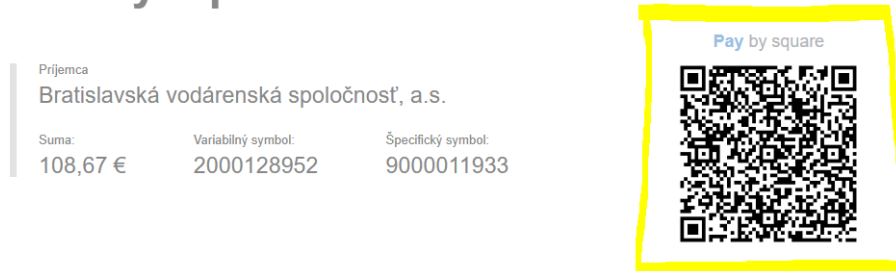 Príjemca
Bratislavská vodárenská spoločnosť, a.s.
Suma: Variabilný symbol: Špecifický symbol:
108,67 € 2000128952 9000011933
Pay by square